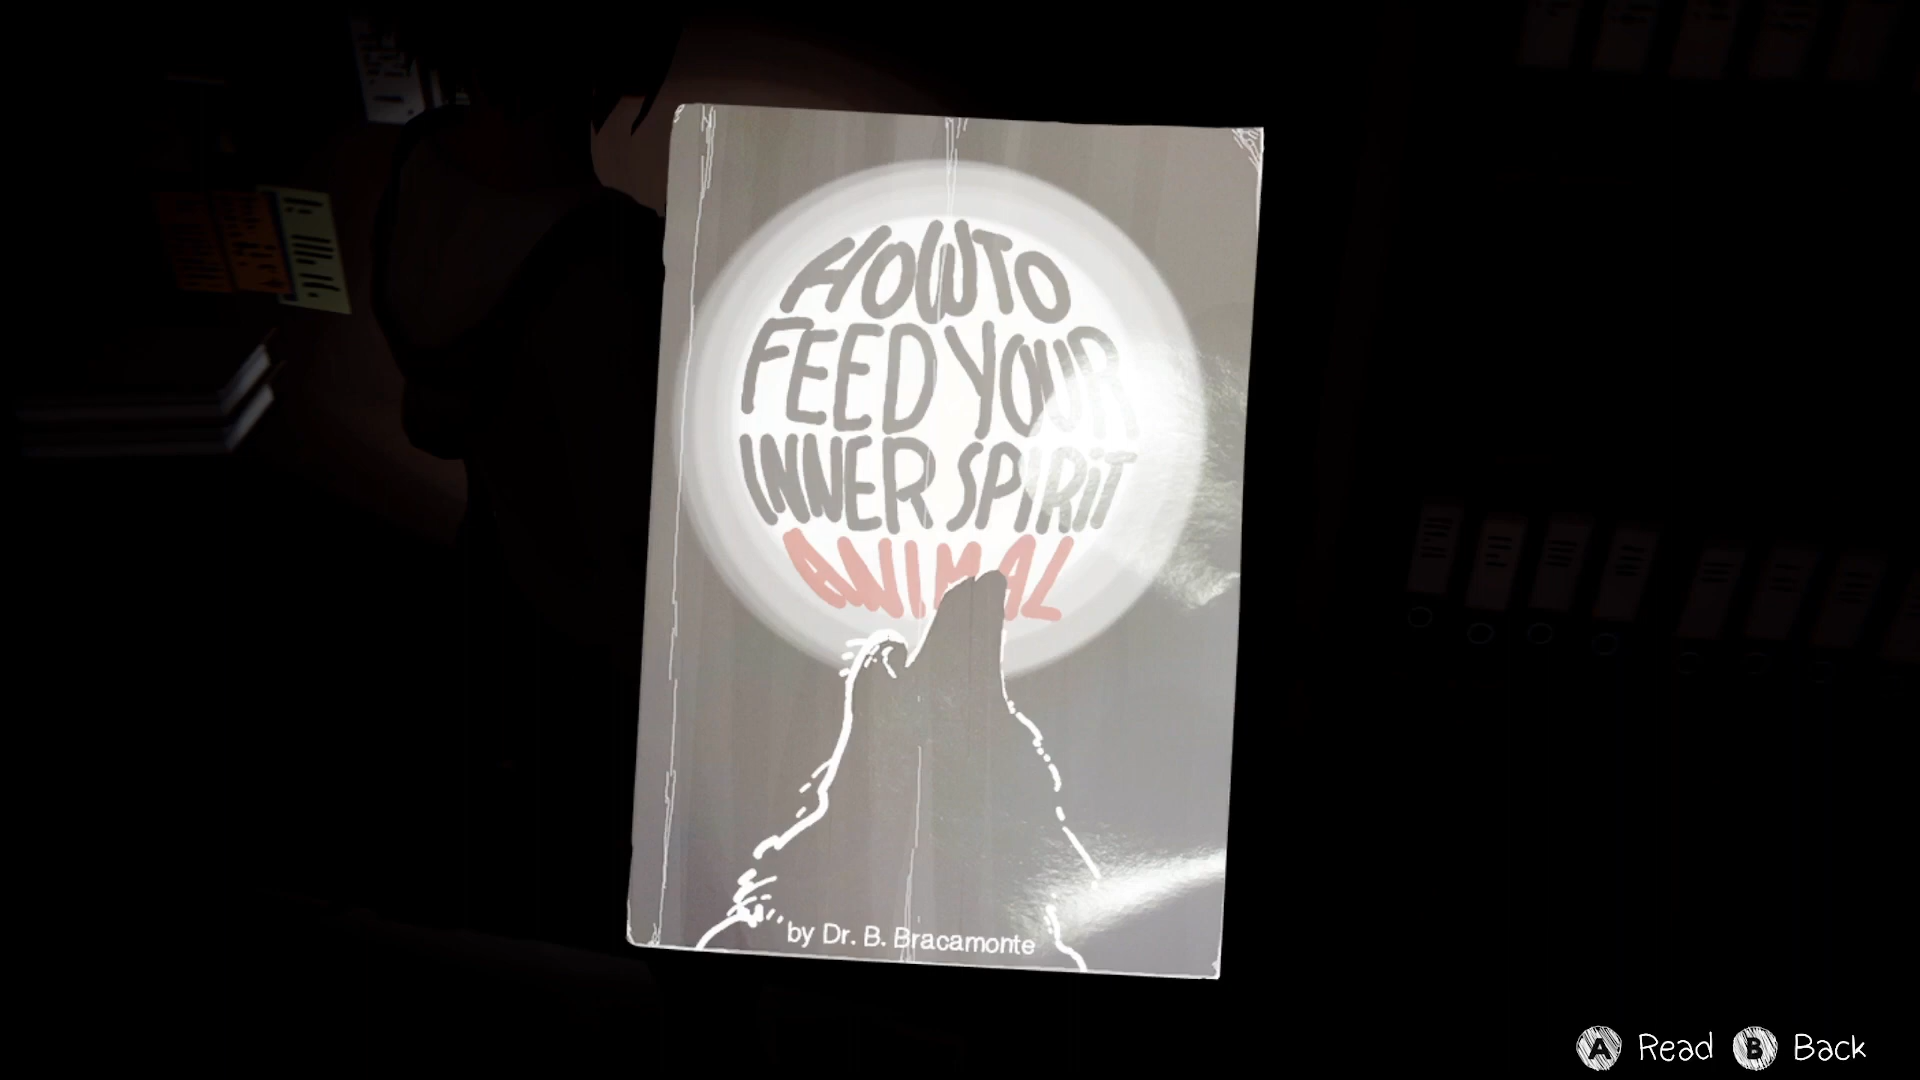 HOW TO
FEED YOUR
INNER SPIRIT
ANIMAL
by Dr. B. Bracamonte
A Read B Back